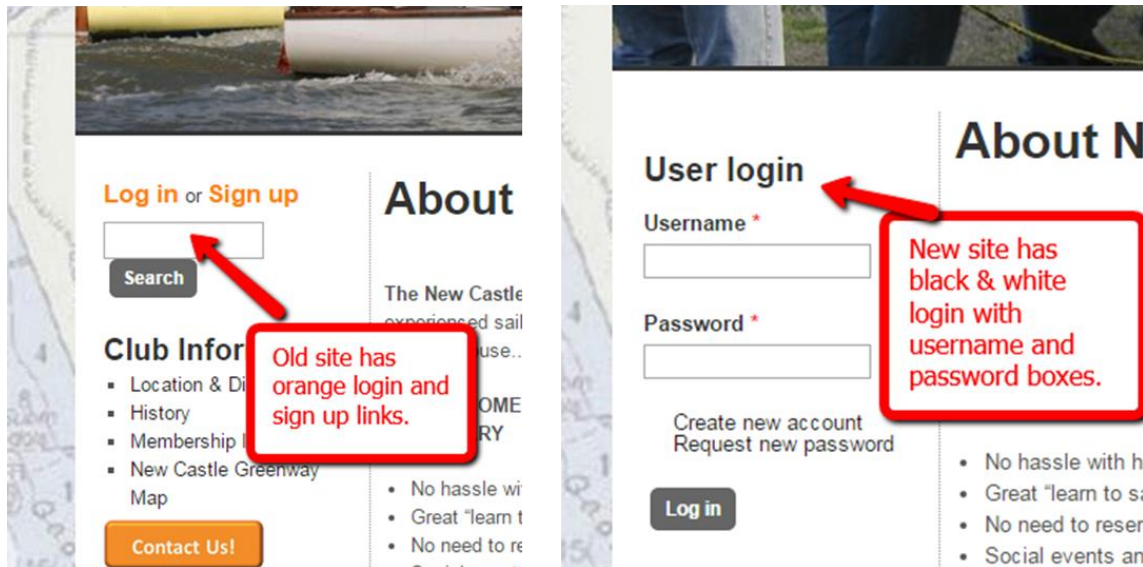 Log in or Sign up
Search
Club Infor
Location & Di
History
Membership I
New Castle Greenway
Map
Contact Us!
About
The New Castle
experienced sail
use..
OME
RY
No hassle wi
Great “learn t
No need to re
Old site has
orange login and
sign up links.
User login
Username *
Password *
Create new account
Request new password
Log in
About N
New site has
black & white
login with
username and
password boxes.
No hassle with h
Great “learn to sa
No need to reser
Social events an